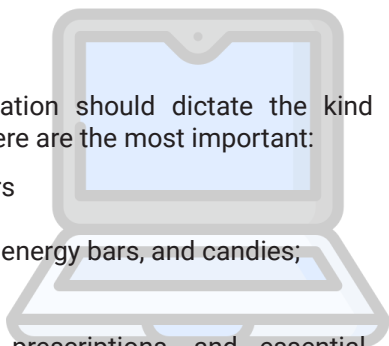 ation should dictate the kind
ere are the most important:
rs
energy bars, and candies;
prescriptions, and essential